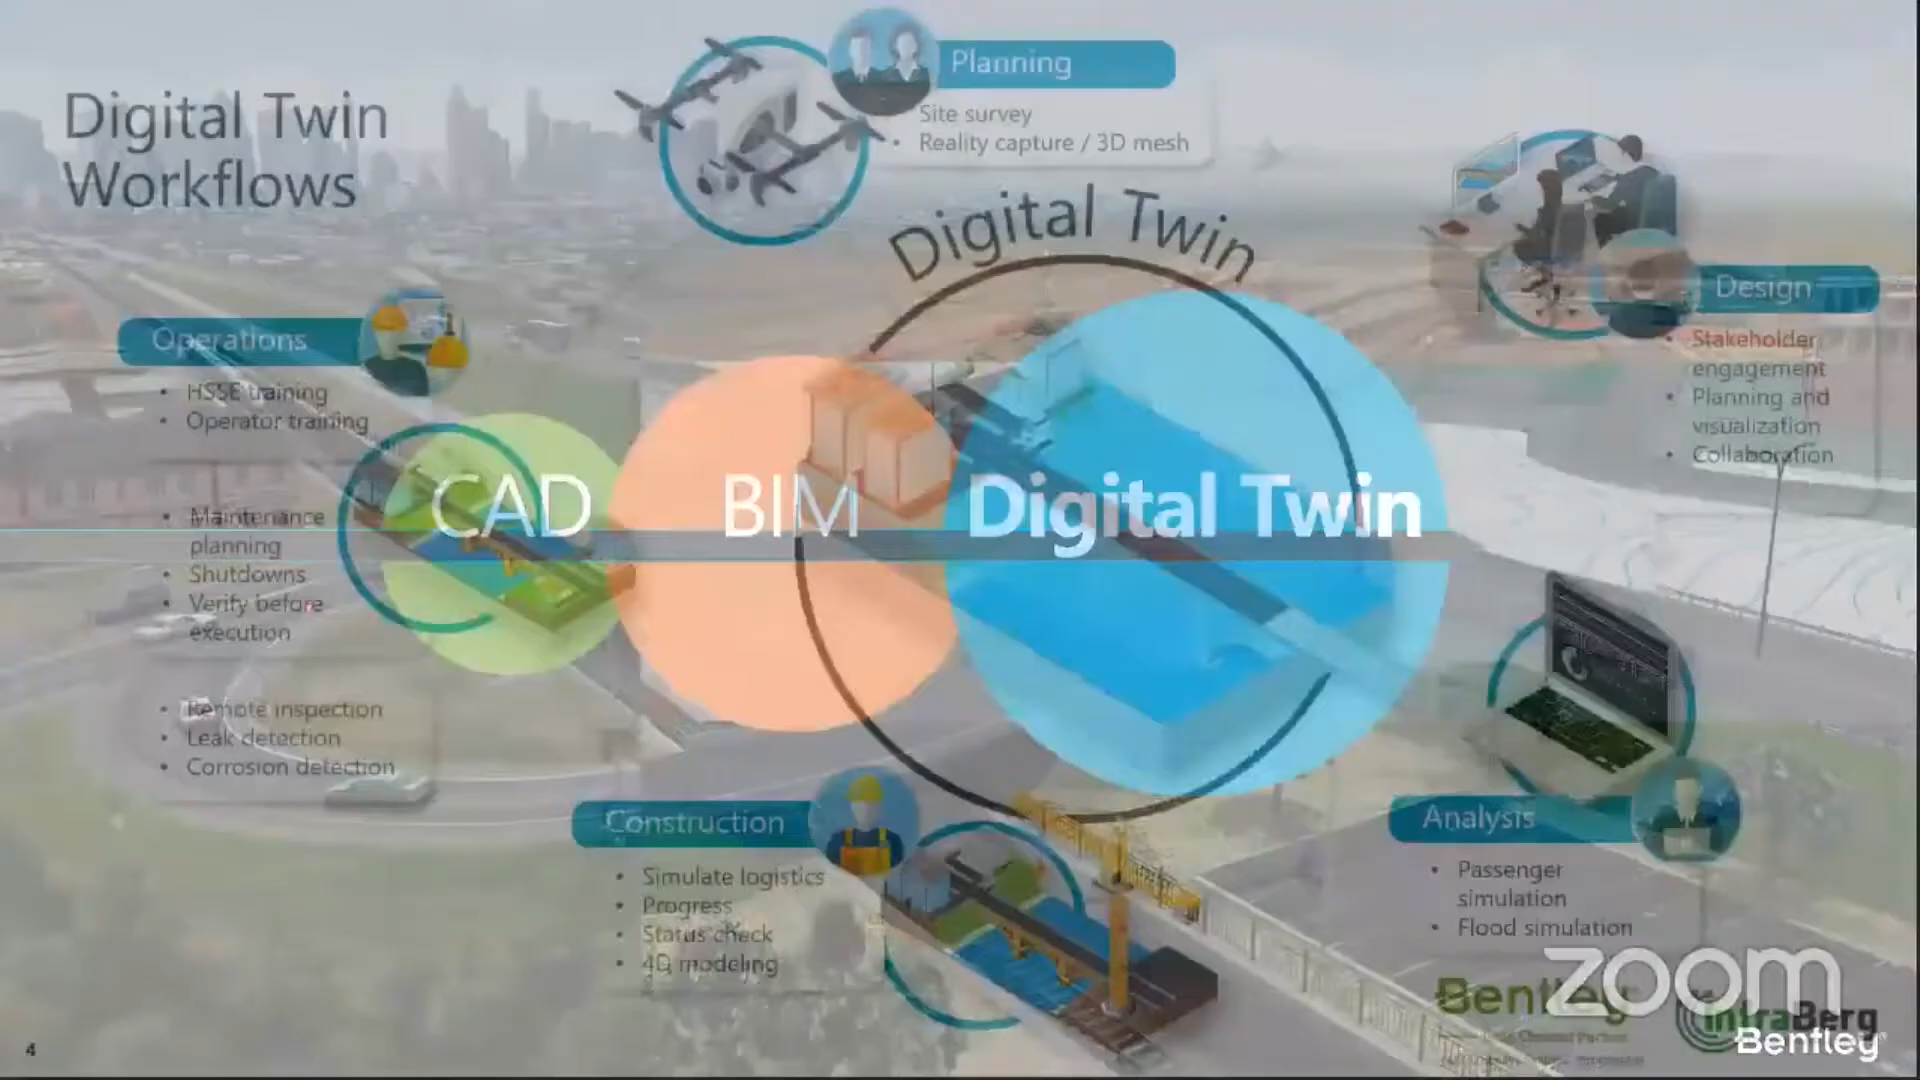 Digital Twin
Workflows
Planning
Site survey
• Reality capture / 3D mesh
Digital Twin
Design
• Stakeholder
engagement
• Planning and
visualization
• Collaboration
Operations
• HSSE training
• Operator training
• Maintenance
planning
• Shutdowns
• Verify before
execution
• Remote inspection
• Leak detection
• Corrosion detection
CAD
BIM
Digital Twin
Construction
• Simulate logistics
• Progress
• Status check
• 4D modeling
Analysis
• Passenger
simulation
• Flood simulation
zoom
Bentley
InfraBerg
Bentley
4